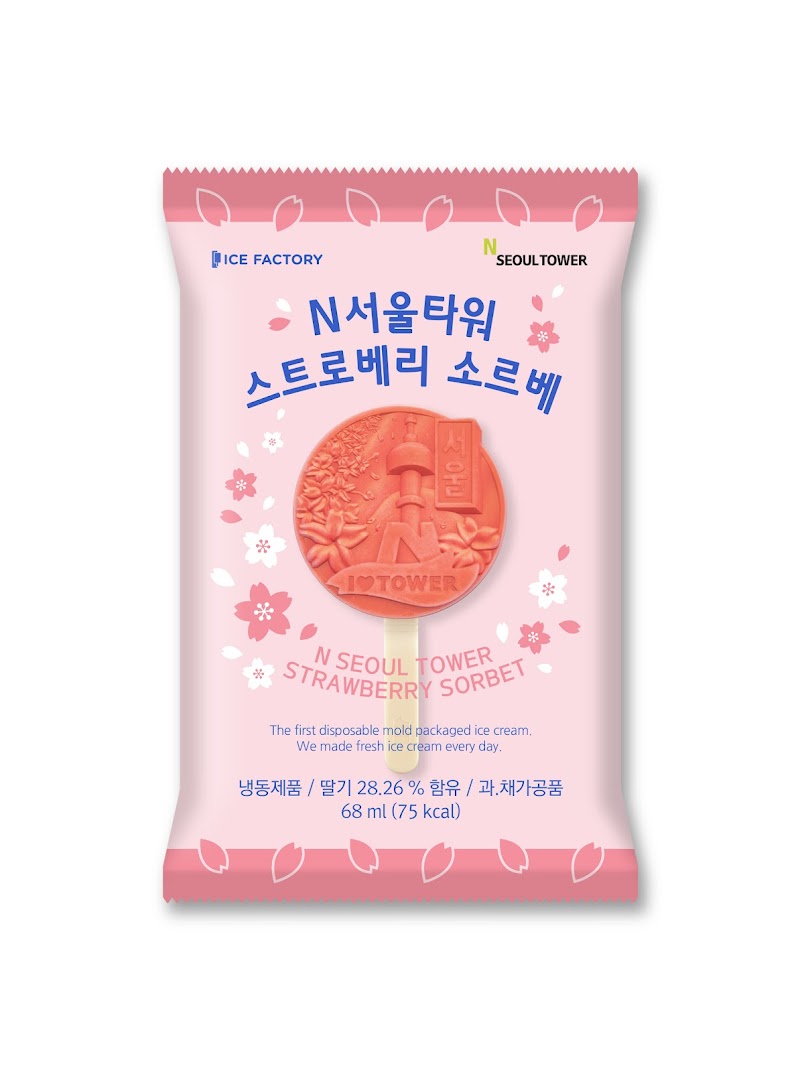 ICE FACTORY
N
SEOULTOWER
N서울타워
스트로베리 소르베
서울
N
I♥TOWER
N SEOUL TOWER
STRAWBERRY SORBET
The first disposable mold packaged ice cream.
We made fresh ice cream every day.
냉동제품 / 딸기 28.26 % 함유 / 과.채가공품
68 ml (75 kcal)